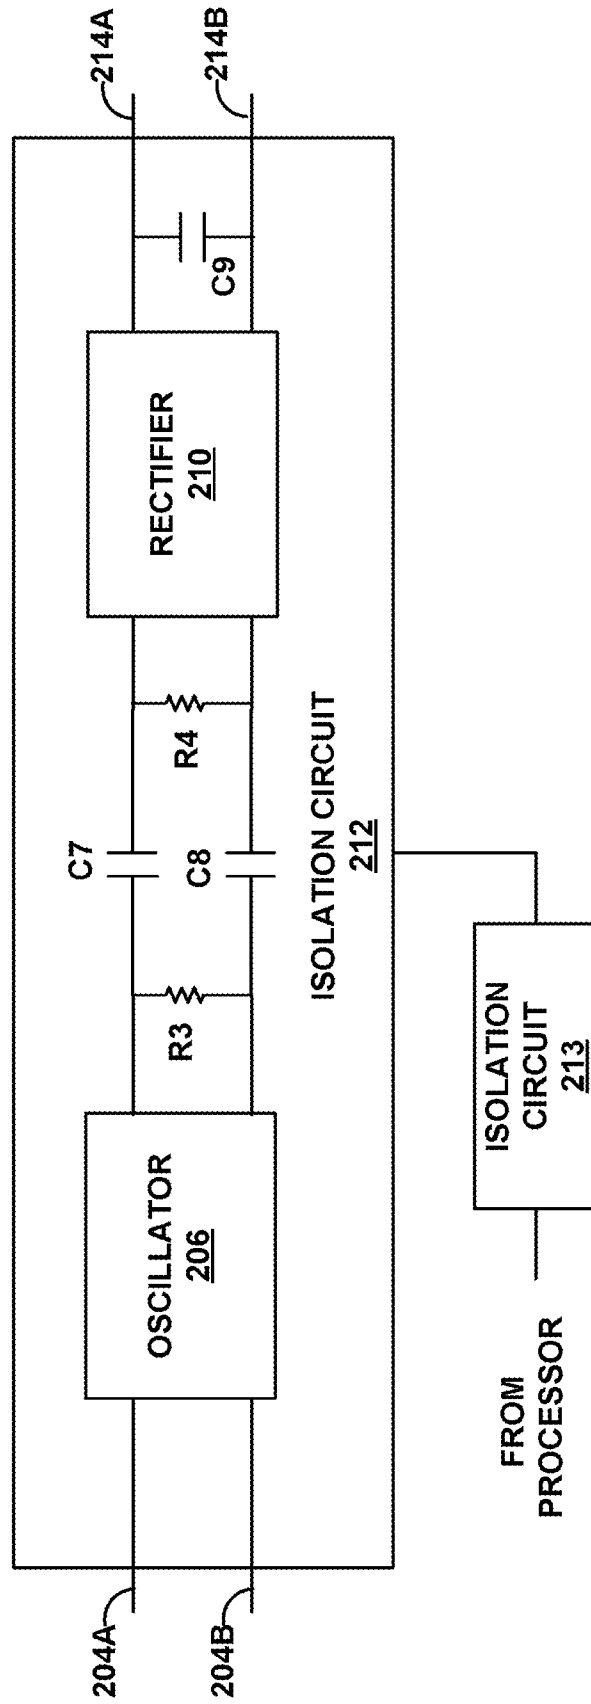 204A
204B
OSCILLATOR
206
R3
C7
C8
R4
RECTIFIER
210
C9
214A
214B
ISOLATION CIRCUIT
212
FROM
PROCESSOR
ISOLATION
CIRCUIT
213